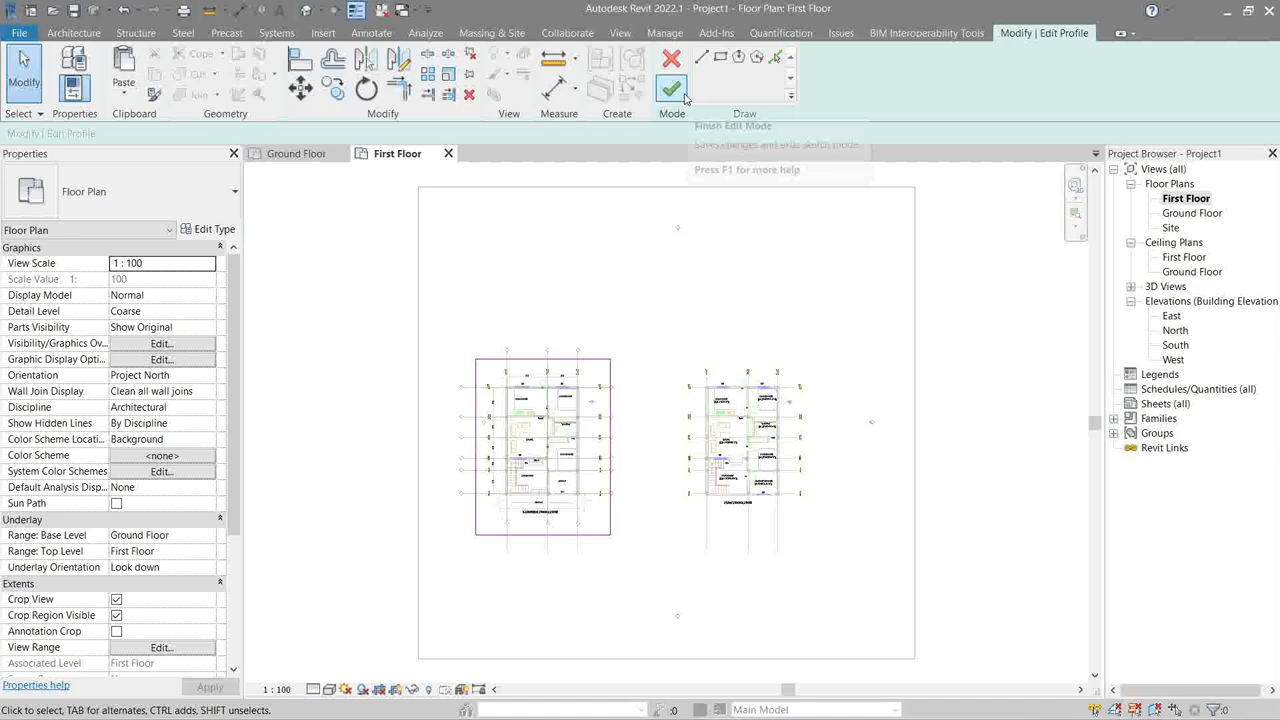 Autodesk Revit 2022.1 - Project1 - Floor Plan: First Floor
File Architecture Structure Steel Precast Systems Insert Annotate Analyze Massing & Site Collaborate View Manage Add-Ins Quantification Issues BIM Interoperability Tools Modify | Edit Profile
Modify Paste Cope Cut Join
Select Properties Clipboard Geometry Modify View Measure Create Mode Draw
Modify | Edit Profile
Finish Edit Mode
Saves changes and exits sketch mode.
Press F1 for more help
Properties
Ground Floor First Floor
Project Browser - Project1
Floor Plan
Floor Plan Edit Type
Graphics
View Scale 1 : 100
Scale Value 1: 100
Display Model Normal
Detail Level Coarse
Parts Visibility Show Original
Visibility/Graphics Ov... Edit...
Graphic Display Opti... Edit...
Orientation Project North
Wall Join Display Clean all wall joins
Discipline Architectural
Show Hidden Lines By Discipline
Color Scheme Locati... Background
Color Scheme <none>
System Color Schemes Edit...
Default Analysis Disp... None
Sun Path
Underlay
Range: Base Level Ground Floor
Range: Top Level First Floor
Underlay Orientation Look down
Extents
Crop View
Crop Region Visible
Annotation Crop
View Range Edit...
Associated Level First Floor
Properties help Apply
Views (all)
Floor Plans
First Floor
Ground Floor
Site
Ceiling Plans
First Floor
Ground Floor
3D Views
Elevations (Building Elevation
East
North
South
West
Legends
Schedules/Quantities (all)
Sheets (all)
Families
Groups
Revit Links
1 : 100
Click to select, TAB for alternates, CTRL adds, SHIFT unselects. :0 Main Model :0